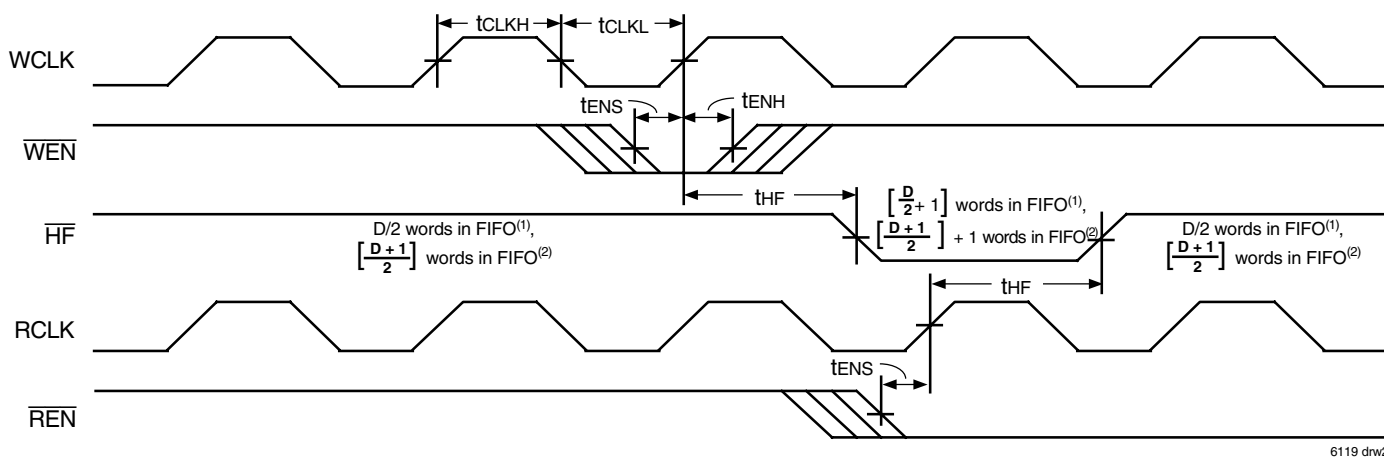 tCLKH
tCLKL
WCLK
tENS
tENH
WEN
tHF
[D/2 + 1] words in FIFO(1),
[D + 1/2] + 1 words in FIFO(2)
HF
D/2 words in FIFO(1),
[D + 1/2] words in FIFO(2)
D/2 words in FIFO(1),
[D + 1/2] words in FIFO(2)
tHF
RCLK
tENS
REN
6119 drw2